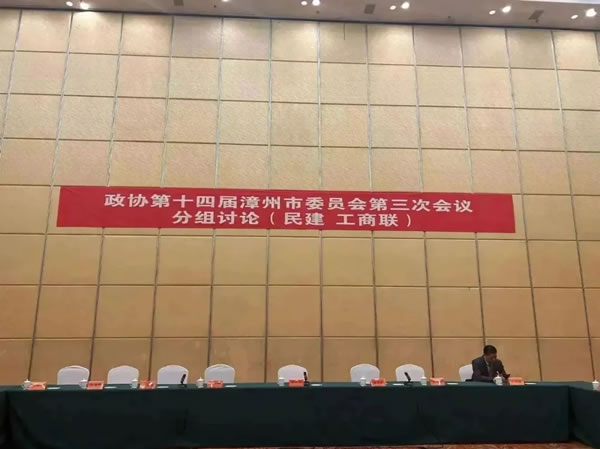 政协第十四届漳州市委员会第三次会议
分组讨论（民建 工商联）